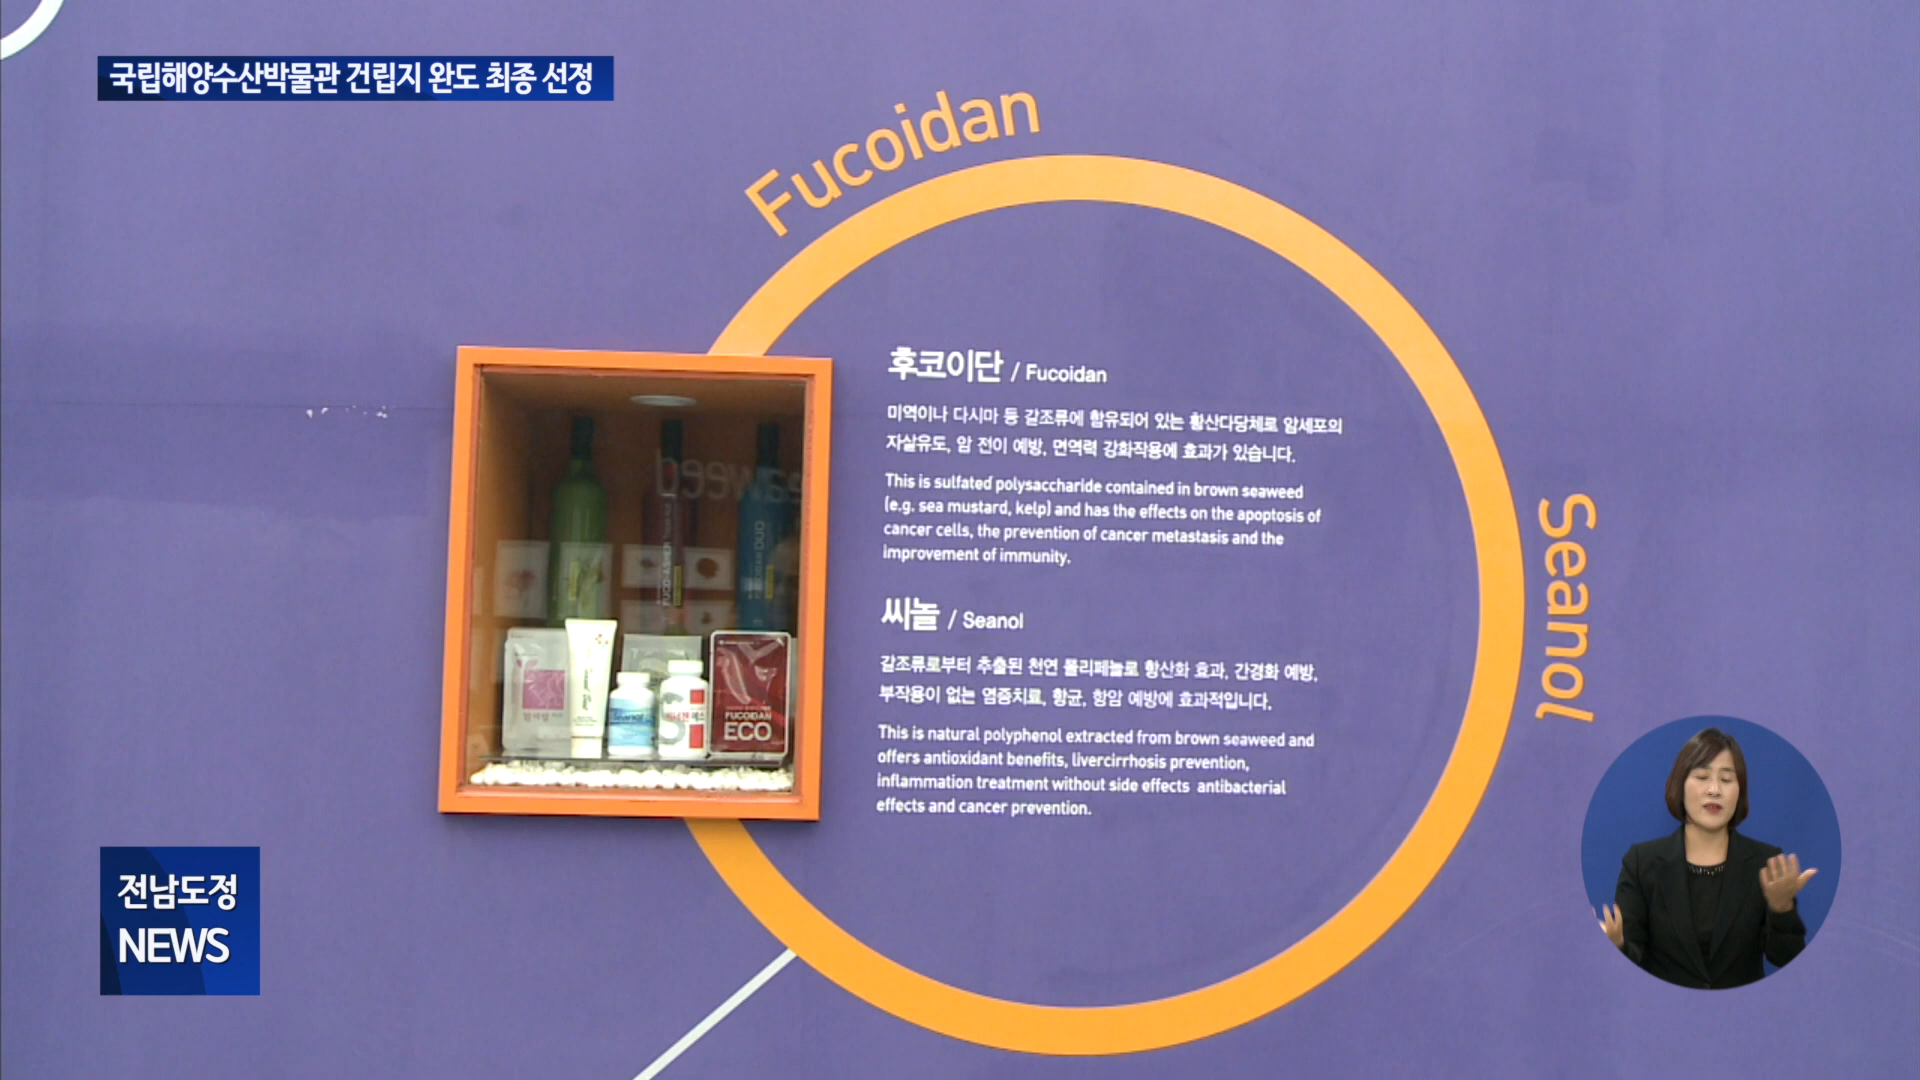 국립해양수산박물관 건립지 완도 최종 선정
Fucoidan
후코이단 / Fucoidan
미역이나 다시마 등 갈조류에 함유되어 있는 황산다당체로 암세포의
자살유도, 암 전이 예방, 면역력 강화작용에 효과가 있습니다.
This is sulfated polysaccharide contained in brown seaweed
(e.g. sea mustard, kelp) and has the effects on the apoptosis of
cancer cells, the prevention of cancer metastasis and the
improvement of immunity.
Seanol
씨놀 / Seanol
갈조류로부터 추출된 천연 폴리페놀로 항산화 효과, 간경화 예방,
부작용이 없는 염증치료, 항균, 항암 예방에 효과적입니다.
This is natural polyphenol extracted from brown seaweed and
offers antioxidant benefits, livercirrhosis prevention,
inflammation treatment without side effects antibacterial
effects and cancer prevention.
seaweed
DUO
Seanol
FUCOIDAN
ECO
전남도정
NEWS